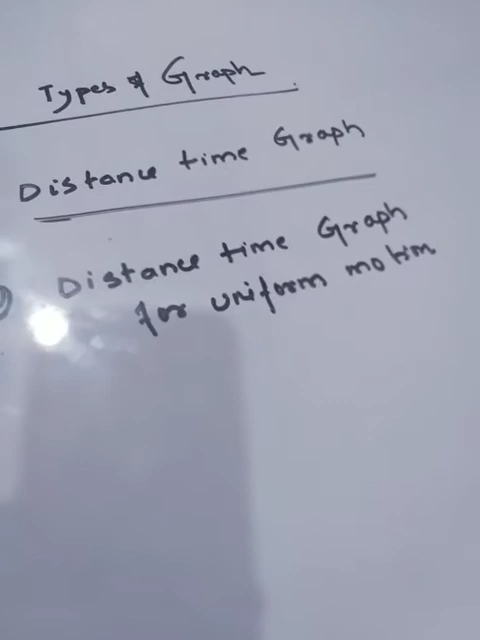 Types of Graph
Distance time Graph
Distance time Graph
for uniform motion